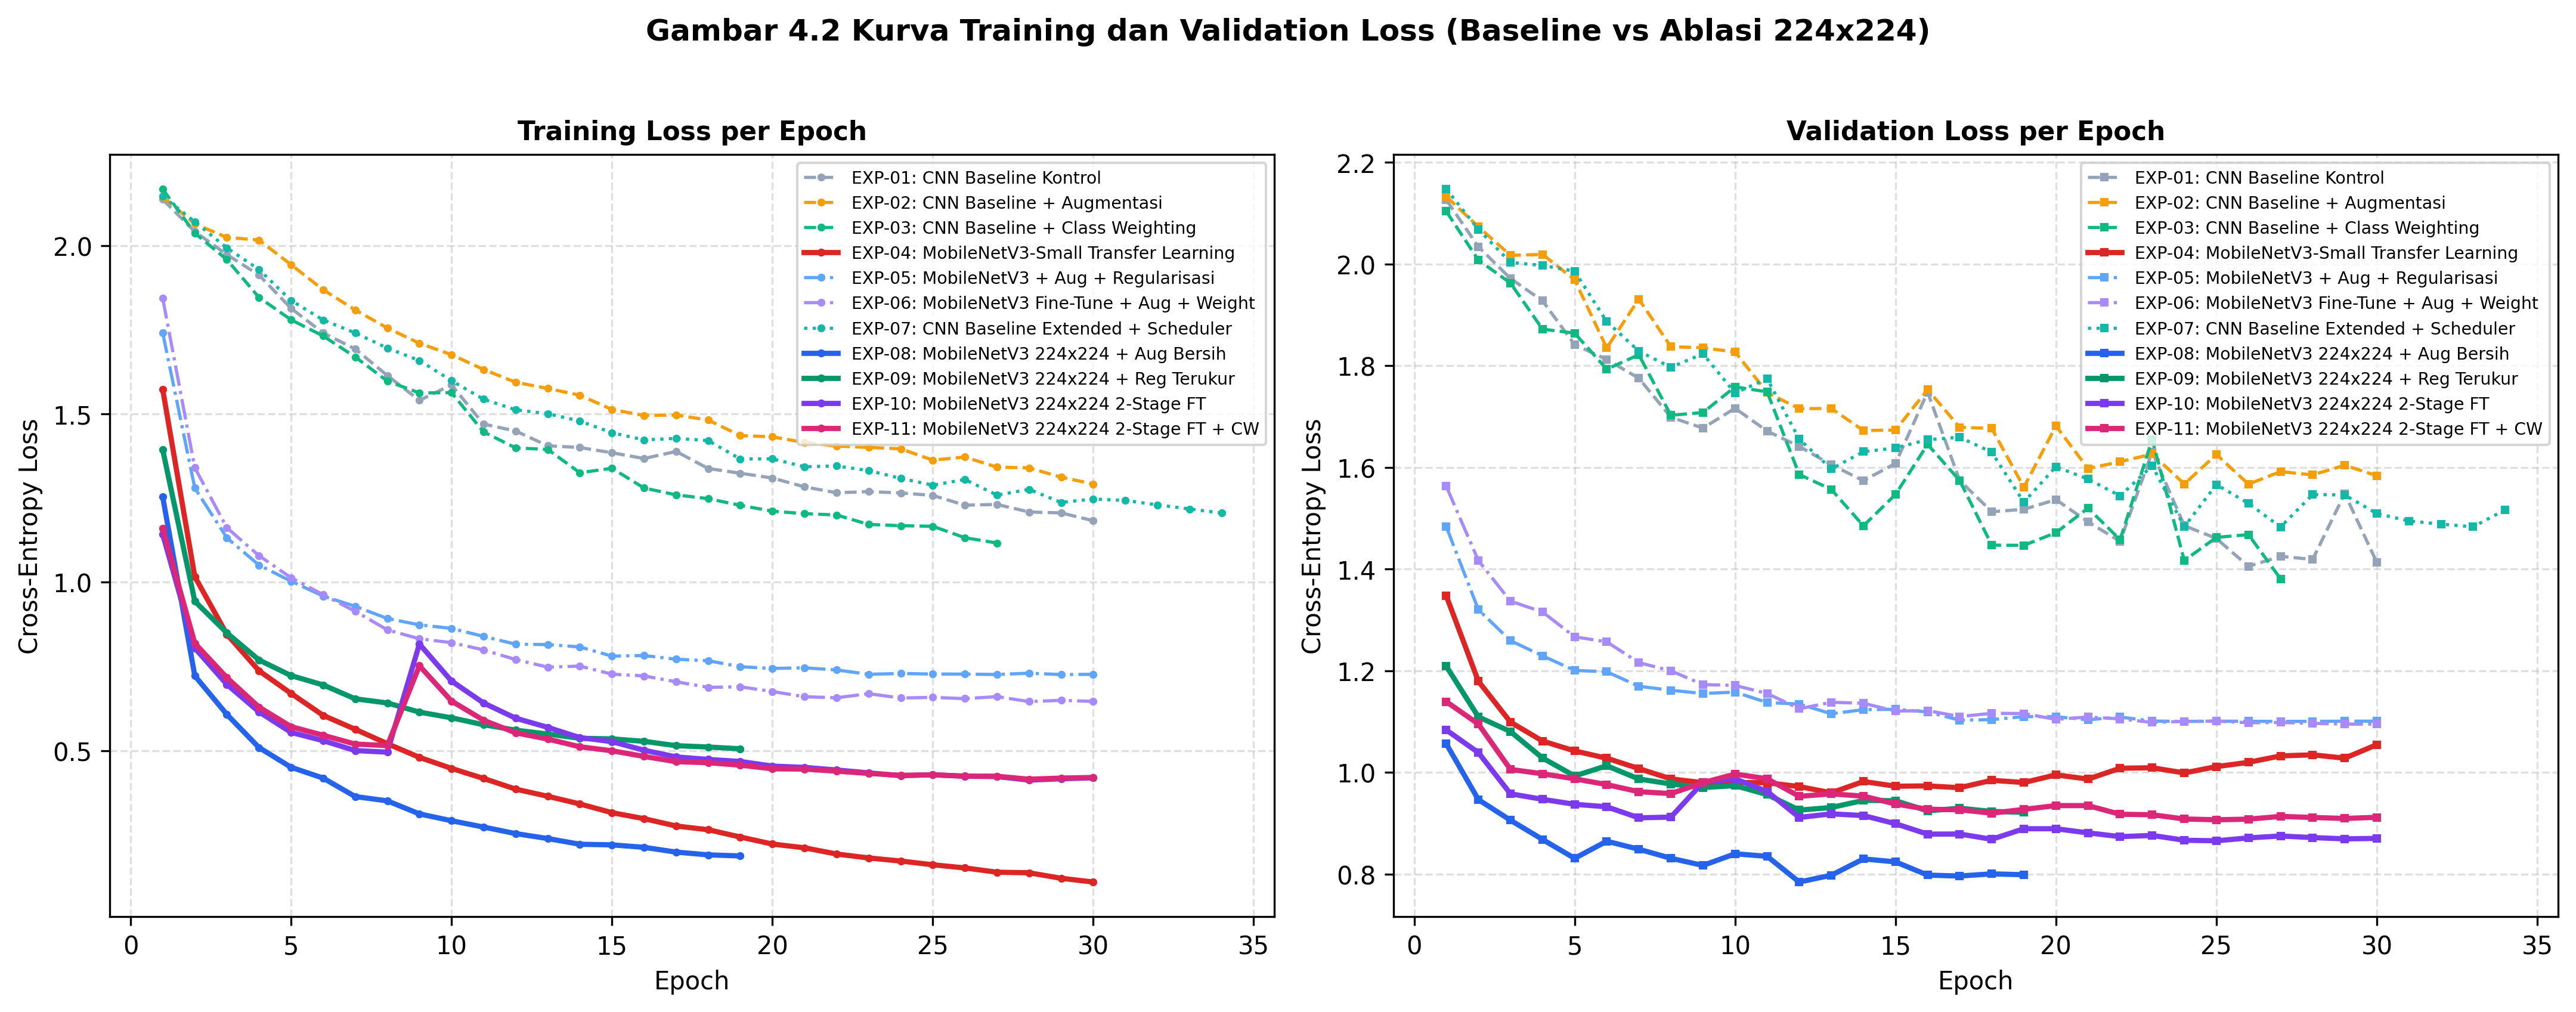 Gambar 4.2 Kurva Training dan Validation Loss (Baseline vs Ablasi 224x224)
Training Loss per Epoch
Cross-Entropy Loss
2.0
1.5
1.0
0.5
0
5
10
15
20
25
30
35
Epoch
EXP-01: CNN Baseline Kontrol
EXP-02: CNN Baseline + Augmentasi
EXP-03: CNN Baseline + Class Weighting
EXP-04: MobileNetV3-Small Transfer Learning
EXP-05: MobileNetV3 + Aug + Regularisasi
EXP-06: MobileNetV3 Fine-Tune + Aug + Weight
EXP-07: CNN Baseline Extended + Scheduler
EXP-08: MobileNetV3 224x224 + Aug Bersih
EXP-09: MobileNetV3 224x224 + Reg Terukur
EXP-10: MobileNetV3 224x224 2-Stage FT
EXP-11: MobileNetV3 224x224 2-Stage FT + CW
Validation Loss per Epoch
Cross-Entropy Loss
2.2
2.0
1.8
1.6
1.4
1.2
1.0
0.8
0
5
10
15
20
25
30
35
Epoch
EXP-01: CNN Baseline Kontrol
EXP-02: CNN Baseline + Augmentasi
EXP-03: CNN Baseline + Class Weighting
EXP-04: MobileNetV3-Small Transfer Learning
EXP-05: MobileNetV3 + Aug + Regularisasi
EXP-06: MobileNetV3 Fine-Tune + Aug + Weight
EXP-07: CNN Baseline Extended + Scheduler
EXP-08: MobileNetV3 224x224 + Aug Bersih
EXP-09: MobileNetV3 224x224 + Reg Terukur
EXP-10: MobileNetV3 224x224 2-Stage FT
EXP-11: MobileNetV3 224x224 2-Stage FT + CW